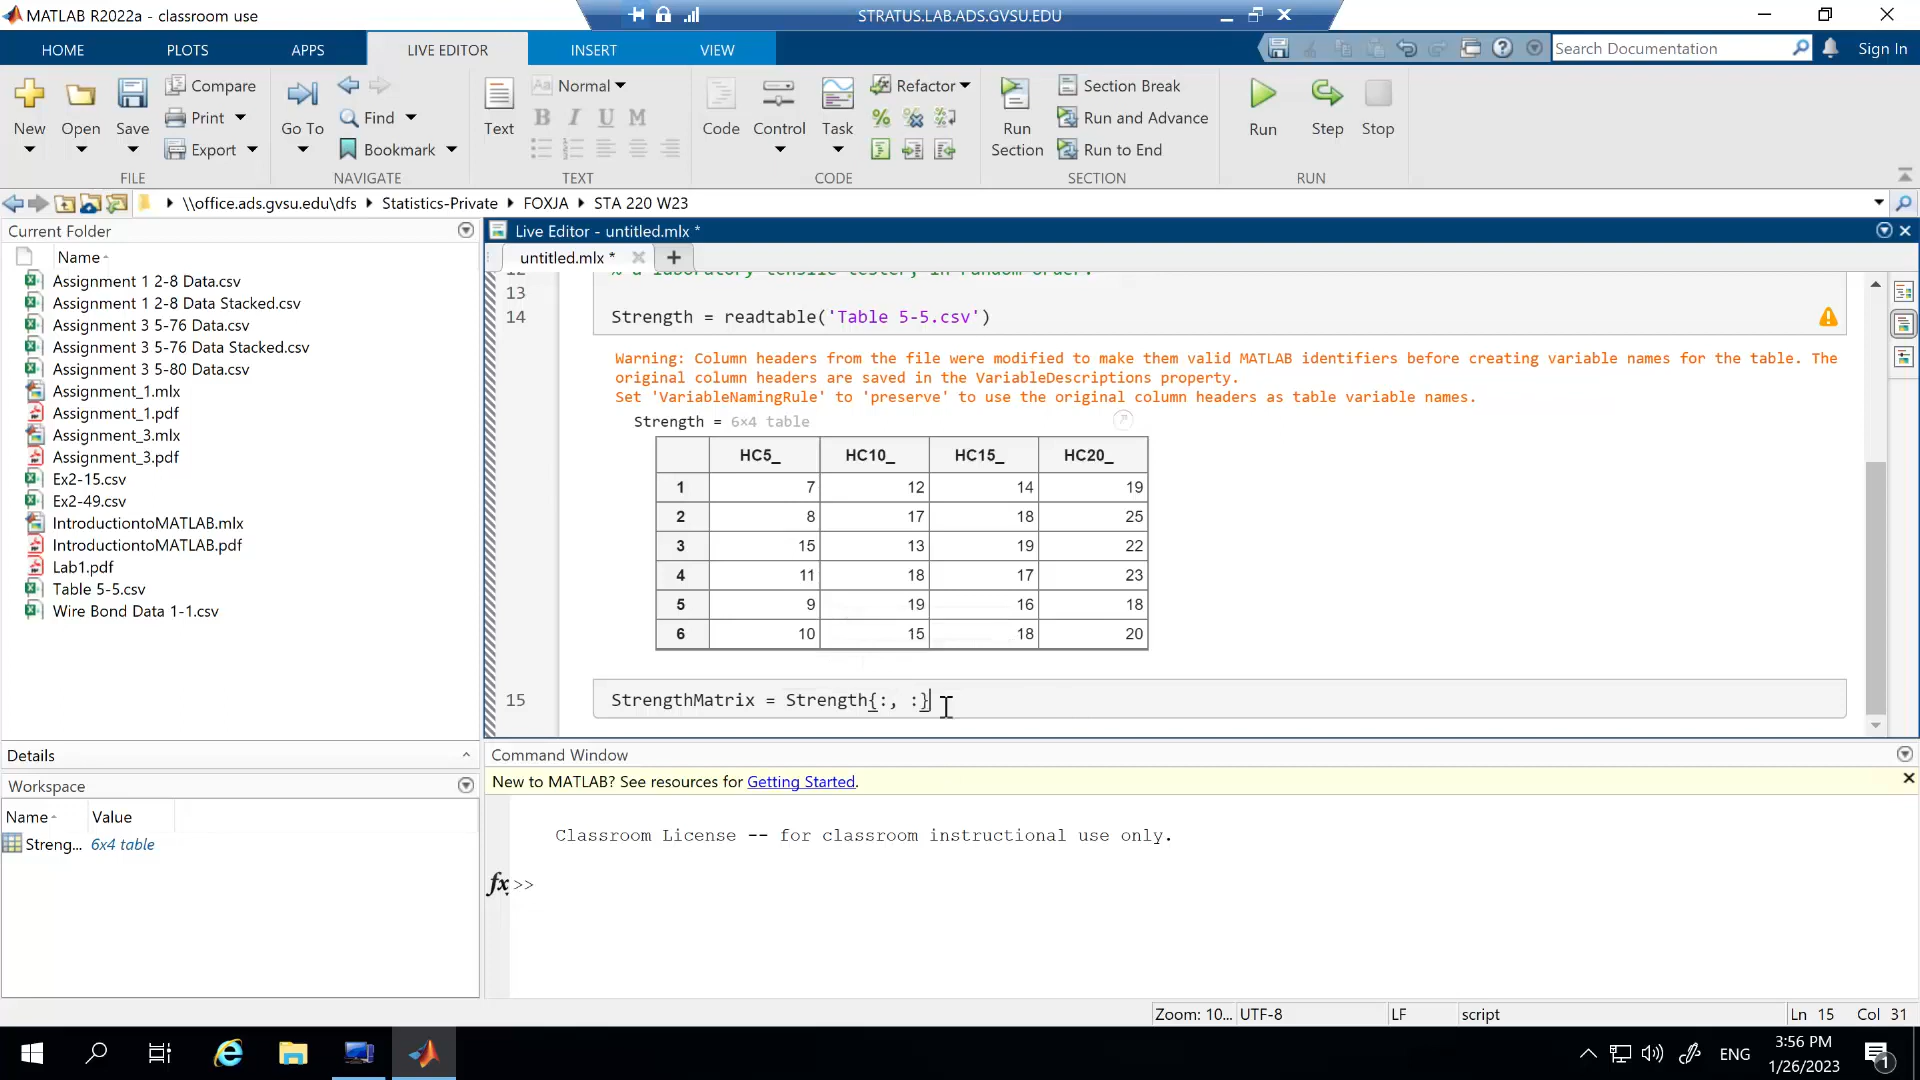 MATLAB R2022a - classroom use
STRATUS.LAB.ADS.GVSU.EDU
HOME
PLOTS
APPS
LIVE EDITOR
INSERT
VIEW
Search Documentation
Sign In
New
Open
Save
Compare
Print
Export
FILE
Go To
Find
Bookmark
NAVIGATE
Text
Aa Normal
B I U M
TEXT
Code
Control
Task
Refactor
CODE
Run Section
Section Break
Run and Advance
Run to End
SECTION
Run
Step
Stop
RUN
\\office.ads.gvsu.edu\dfs
Statistics-Private
FOXJA
STA 220 W23
Current Folder
Name
Assignment 1 2-8 Data.csv
Assignment 1 2-8 Data Stacked.csv
Assignment 3 5-76 Data.csv
Assignment 3 5-76 Data Stacked.csv
Assignment 3 5-80 Data.csv
Assignment_1.mlx
Assignment_1.pdf
Assignment_3.mlx
Assignment_3.pdf
Ex2-15.csv
Ex2-49.csv
IntroductiontoMATLAB.mlx
IntroductiontoMATLAB.pdf
Lab1.pdf
Table 5-5.csv
Wire Bond Data 1-1.csv
Details
Workspace
Name Value
Streng... 6x4 table
Live Editor - untitled.mlx *
untitled.mlx *
12 % a laboratory tensile tester, in random order.
13
14 Strength = readtable('Table 5-5.csv')
Warning: Column headers from the file were modified to make them valid MATLAB identifiers before creating variable names for the table. The
original column headers are saved in the VariableDescriptions property.
Set 'VariableNamingRule' to 'preserve' to use the original column headers as table variable names.
Strength = 6×4 table
HC5_ HC10_ HC15_ HC20_
1 7 12 14 19
2 8 17 18 25
3 15 13 19 22
4 11 18 17 23
5 9 19 16 18
6 10 15 18 20
15 StrengthMatrix = Strength{:, :}
Command Window
New to MATLAB? See resources for Getting Started.
Classroom License -- for classroom instructional use only.
fx >>
Zoom: 10... UTF-8 LF script Ln 15 Col 31
ENG
3:56 PM
1/26/2023
1